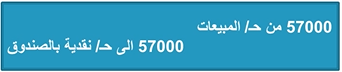 57000 من حـ/ المبيعات
57000 الى حـ/ نقدية بالصندوق